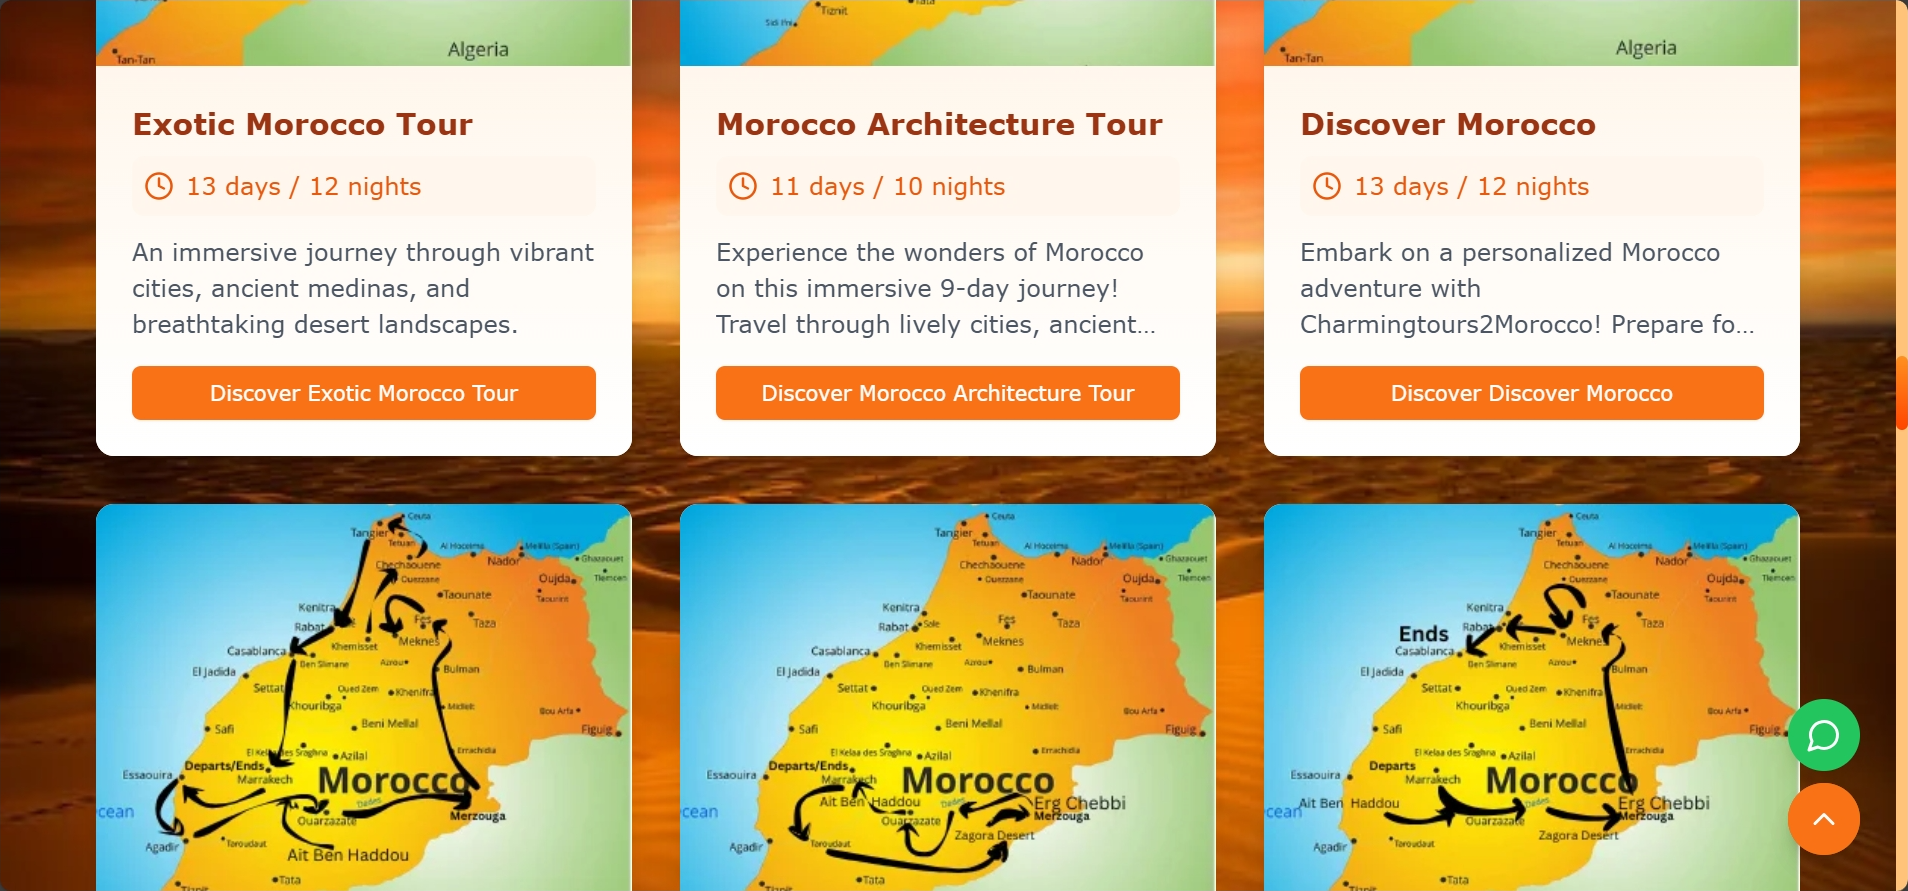 Algeria
Tan-Tan
Tiznit
Sidi Ifni
Tata
Algeria
Tan-Tan
Exotic Morocco Tour
13 days / 12 nights
An immersive journey through vibrant
cities, ancient medinas, and
breathtaking desert landscapes.
Discover Exotic Morocco Tour
Morocco Architecture Tour
11 days / 10 nights
Experience the wonders of Morocco
on this immersive 9-day journey!
Travel through lively cities, ancient…
Discover Morocco Architecture Tour
Discover Morocco
13 days / 12 nights
Embark on a personalized Morocco
adventure with
Charmingtours2Morocco! Prepare fo…
Discover Discover Morocco
Ceuta
Tangier
Tetuan
Al Hoceima
Melilla (Spain)
Chechaouene
Nador
Ghazaouet
Ouezzane
Oujda
Tlemcen
Taounate
Taourirt
Kenitra
Rabat
Fes
Taza
Khemisset
Meknes
Casablanca
Ben Slimane
Azrou
El Jadida
Bulman
Settat
Oued Zem
Khenifra
Khouribga
Midlelt
Bou Arfa
Safi
Beni Mellal
Figuig
El Kelaa des Sraghna
Azilal
Errachidia
Departs/Ends
Essaouira
Marrakech
Morocco
Dades
cean
Ouarzazate
Merzouga
Agadir
Taroudaut
Ait Ben Haddou
Tata
Tiznit
Ceuta
Tangier
Tetuan
Al Hoceima
Melilla (Spain)
Chechaouene
Nador
Ghazaouet
Ouezzane
Oujda
Tlemcen
Taounate
Taourirt
Kenitra
Rabat
Sale
Fes
Taza
Khemisset
Meknes
Casablanca
Ben Slimane
Azrou
El Jadida
Bulman
Settat
Oued Zem
Khenifra
Khouribga
Midlelt
Bou Arfa
Safi
Beni Mellal
Figuig
El Kelaa des Sraghna
Azilal
Errachidia
Departs/Ends
Essaouira
Marrakech
Morocco
Ait Ben Haddou
Dades
Erg Chebbi
cean
Ouarzazate
Merzouga
Zagora Desert
Agadir
Taroudaut
Tata
Tiznit
Ceuta
Tangier
Tetuan
Al Hoceima
Melilla (Spain)
Chechaouene
Nador
Ghazaouet
Ouezzane
Oujda
Tlemcen
Taounate
Taourirt
Kenitra
Rabat
Fes
Taza
Ends
Khemisset
Meknes
Casablanca
Ben Slimane
Azrou
El Jadida
Bulman
Settat
Oued Zem
Khenifra
Khouribga
Midlelt
Bou Arfa
Safi
Beni Mellal
Figuig
El Kelaa des Sraghna
Azilal
Errachidia
Departs
Essaouira
Marrakech
Morocco
Ait Ben Haddou
Dades
Erg Chebbi
cean
Ouarzazate
Merzouga
Zagora Desert
Agadir
Taroudaut
Tata
Tiznit